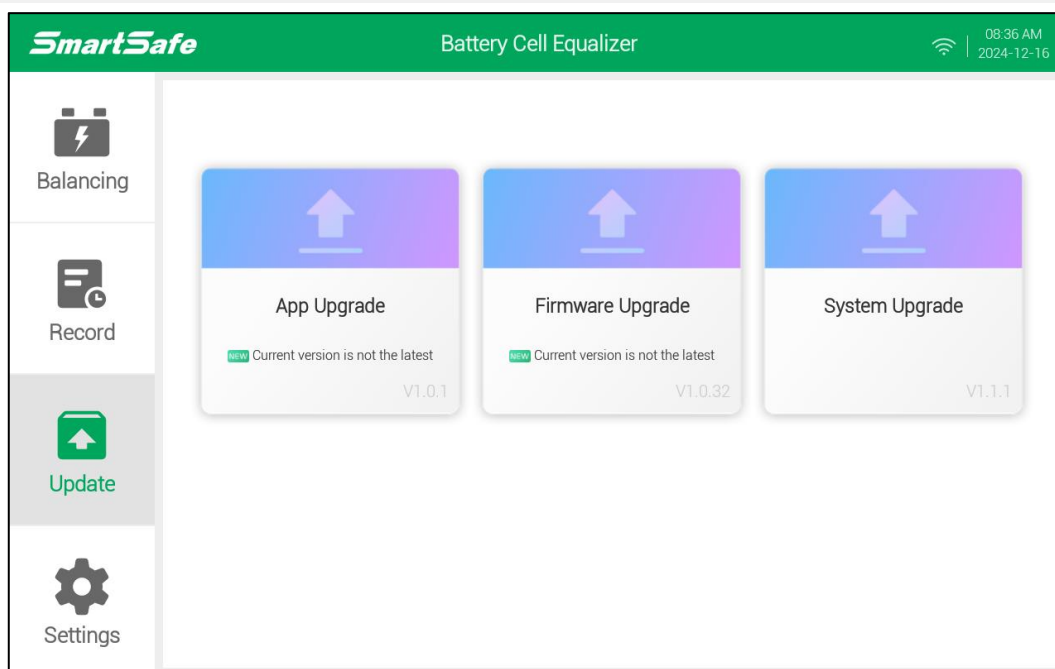 SmartSafe
Battery Cell Equalizer
08:36 AM
2024-12-16
Balancing
Record
Update
Settings
App Upgrade
NEW Current version is not the latest
V1.0.1
Firmware Upgrade
NEW Current version is not the latest
V1.0.32
System Upgrade
V1.1.1